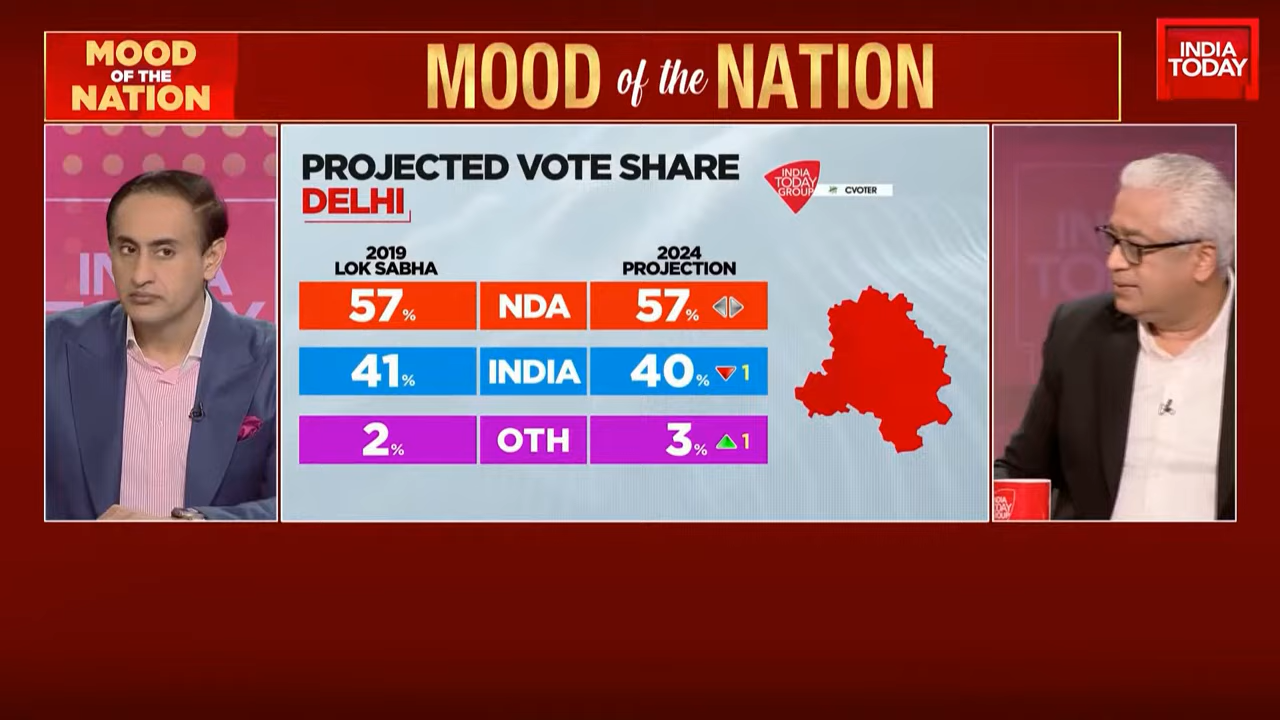 MOOD
OF THE
NATION
MOOD of the NATION
INDIA
TODAY
PROJECTED VOTE SHARE
DELHI
INDIA
TODAY
GROUP
CVOTER
2019
LOK SABHA
2024
PROJECTION
57% NDA 57%
41% INDIA 40% 1
2% OTH 3% 1